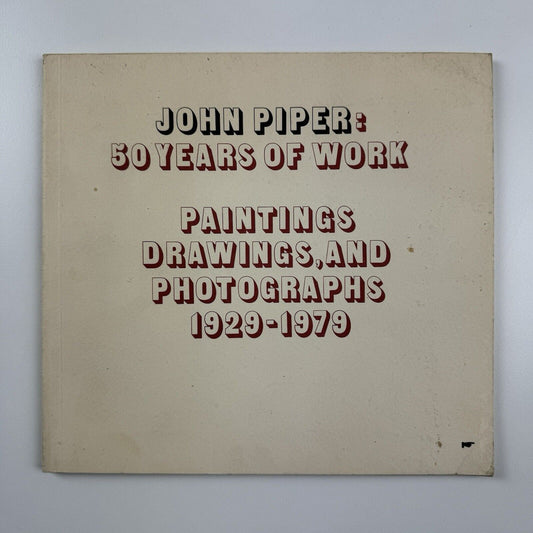 JOHN PIPER:
50 YEARS OF WORK
PAINTINGS
DRAWINGS, AND
PHOTOGRAPHS
1929-1979